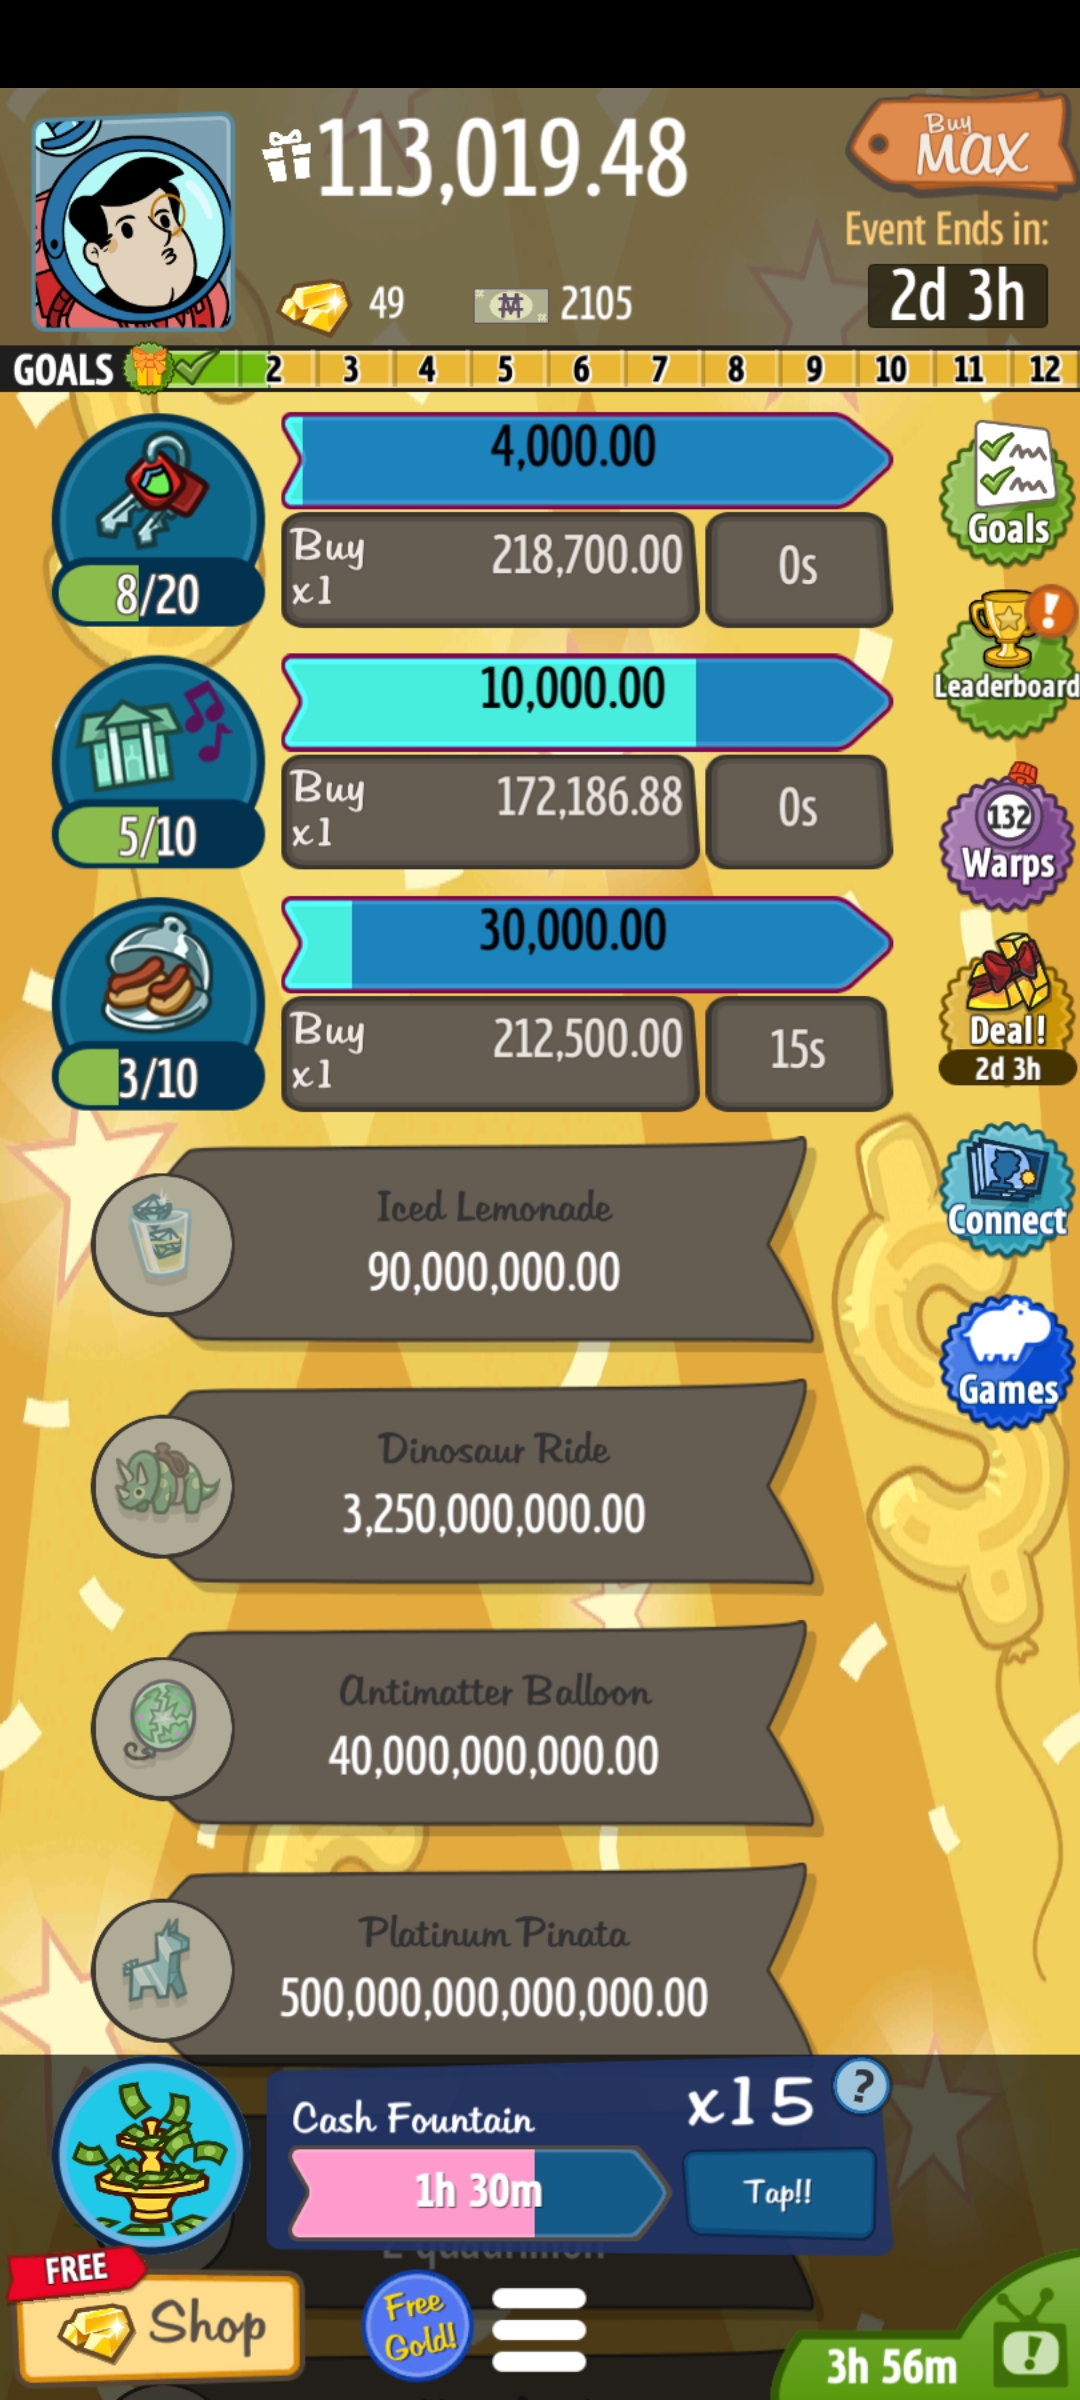 113,019.48
Buy
MAX
Event Ends in:
49
2105
2d 3h
GOALS 2 3 4 5 6 7 8 9 10 11 12
4,000.00
Buy
x1
218,700.00
0s
8/20
Goals
10,000.00
Buy
x1
172,186.88
0s
5/10
!
Leaderboard
132
Warps
30,000.00
Buy
x1
212,500.00
15s
3/10
Deal!
2d 3h
Iced Lemonade
90,000,000.00
Connect
Games
Dinosaur Ride
3,250,000,000.00
Antimatter Balloon
40,000,000,000.00
Platinum Pinata
500,000,000,000,000.00
Cash Fountain
x15
?
1h 30m
Tap!!
2 quadrillion
FREE
Shop
Free
Gold!
3h 56m
!